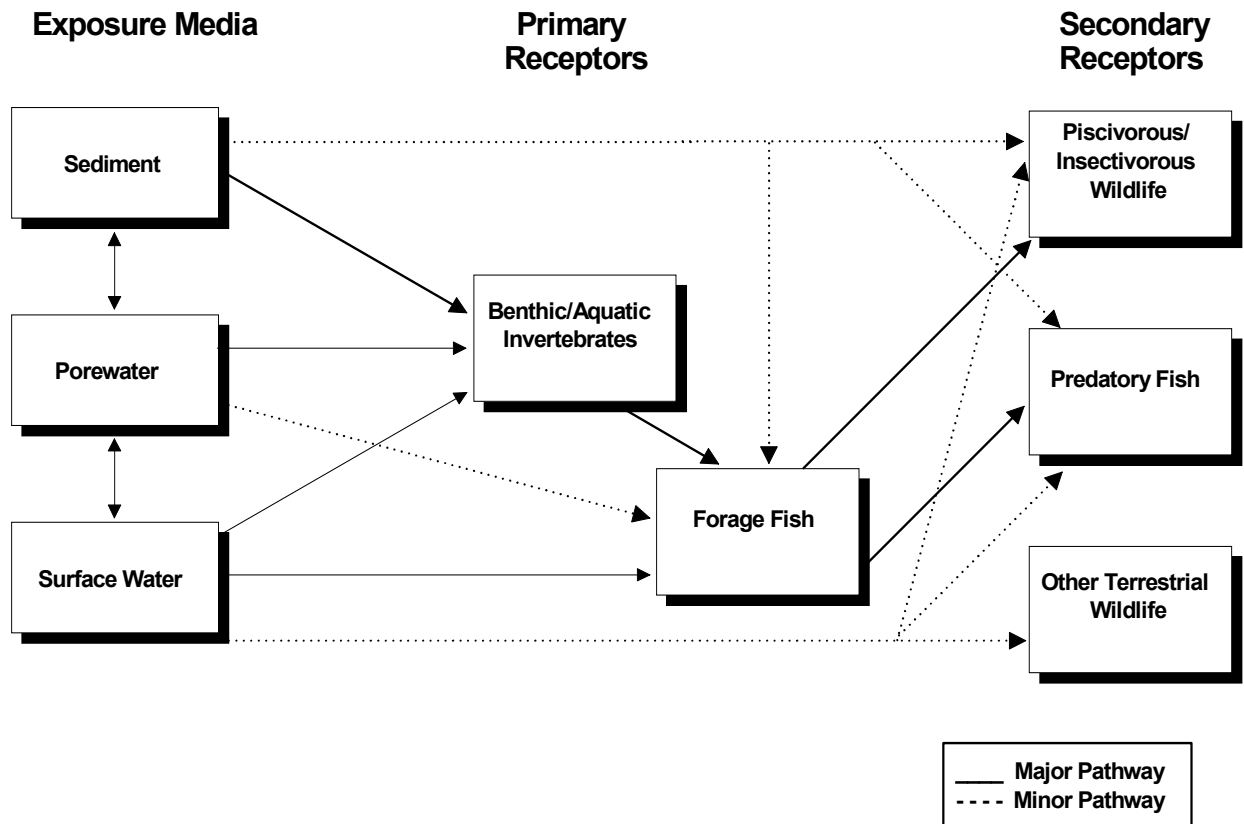 Exposure Media
Primary
Receptors
Secondary
Receptors
Sediment
Piscivorous/
Insectivorous
Wildlife
Benthic/Aquatic
Invertebrates
Porewater
Predatory Fish
Forage Fish
Surface Water
Other Terrestrial
Wildlife
Major Pathway
Minor Pathway